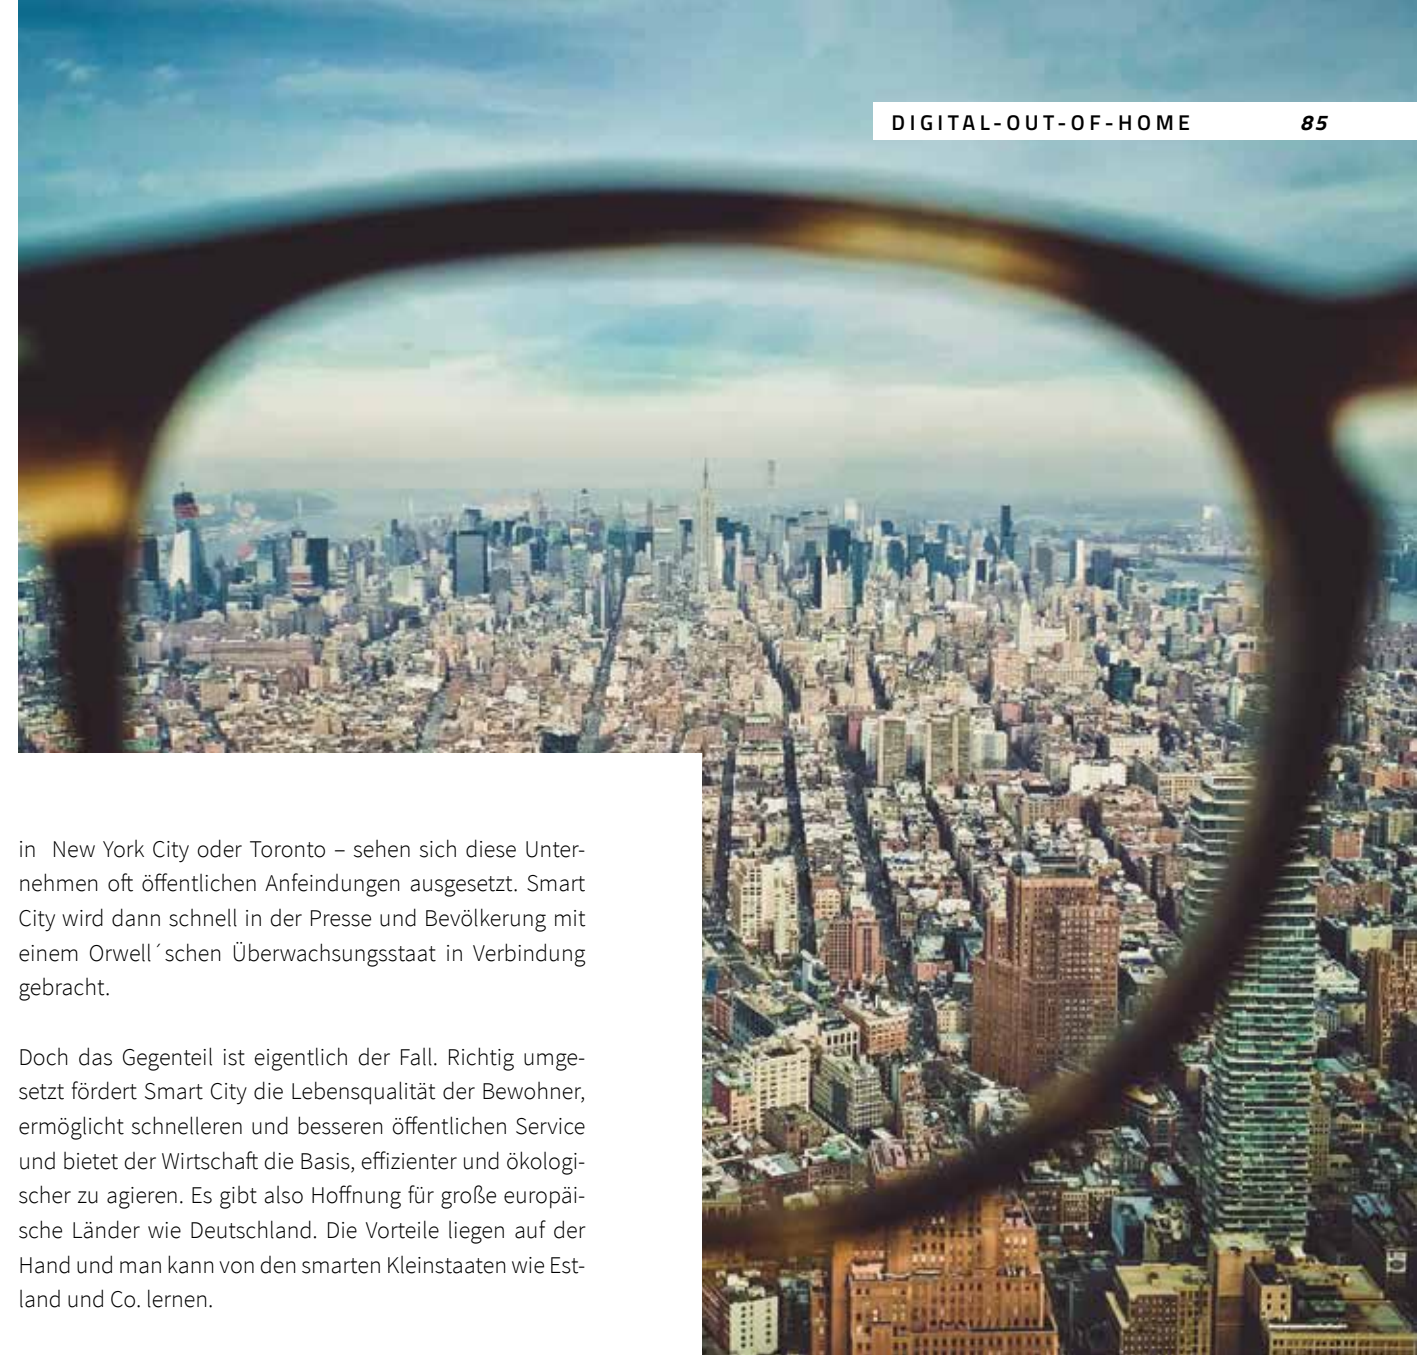 DIGITAL-OUT-OF-HOME 85
in New York City oder Toronto – sehen sich diese Unter-
nehmen oft öffentlichen Anfeindungen ausgesetzt. Smart
City wird dann schnell in der Presse und Bevölkerung mit
einem Orwell´schen Überwachsungsstaat in Verbindung
gebracht.
Doch das Gegenteil ist eigentlich der Fall. Richtig umge-
setzt fördert Smart City die Lebensqualität der Bewohner,
ermöglicht schnelleren und besseren öffentlichen Service
und bietet der Wirtschaft die Basis, effizienter und ökologi-
scher zu agieren. Es gibt also Hoffnung für große europäi-
sche Länder wie Deutschland. Die Vorteile liegen auf der
Hand und man kann von den smarten Kleinstaaten wie Est-
land und Co. lernen.